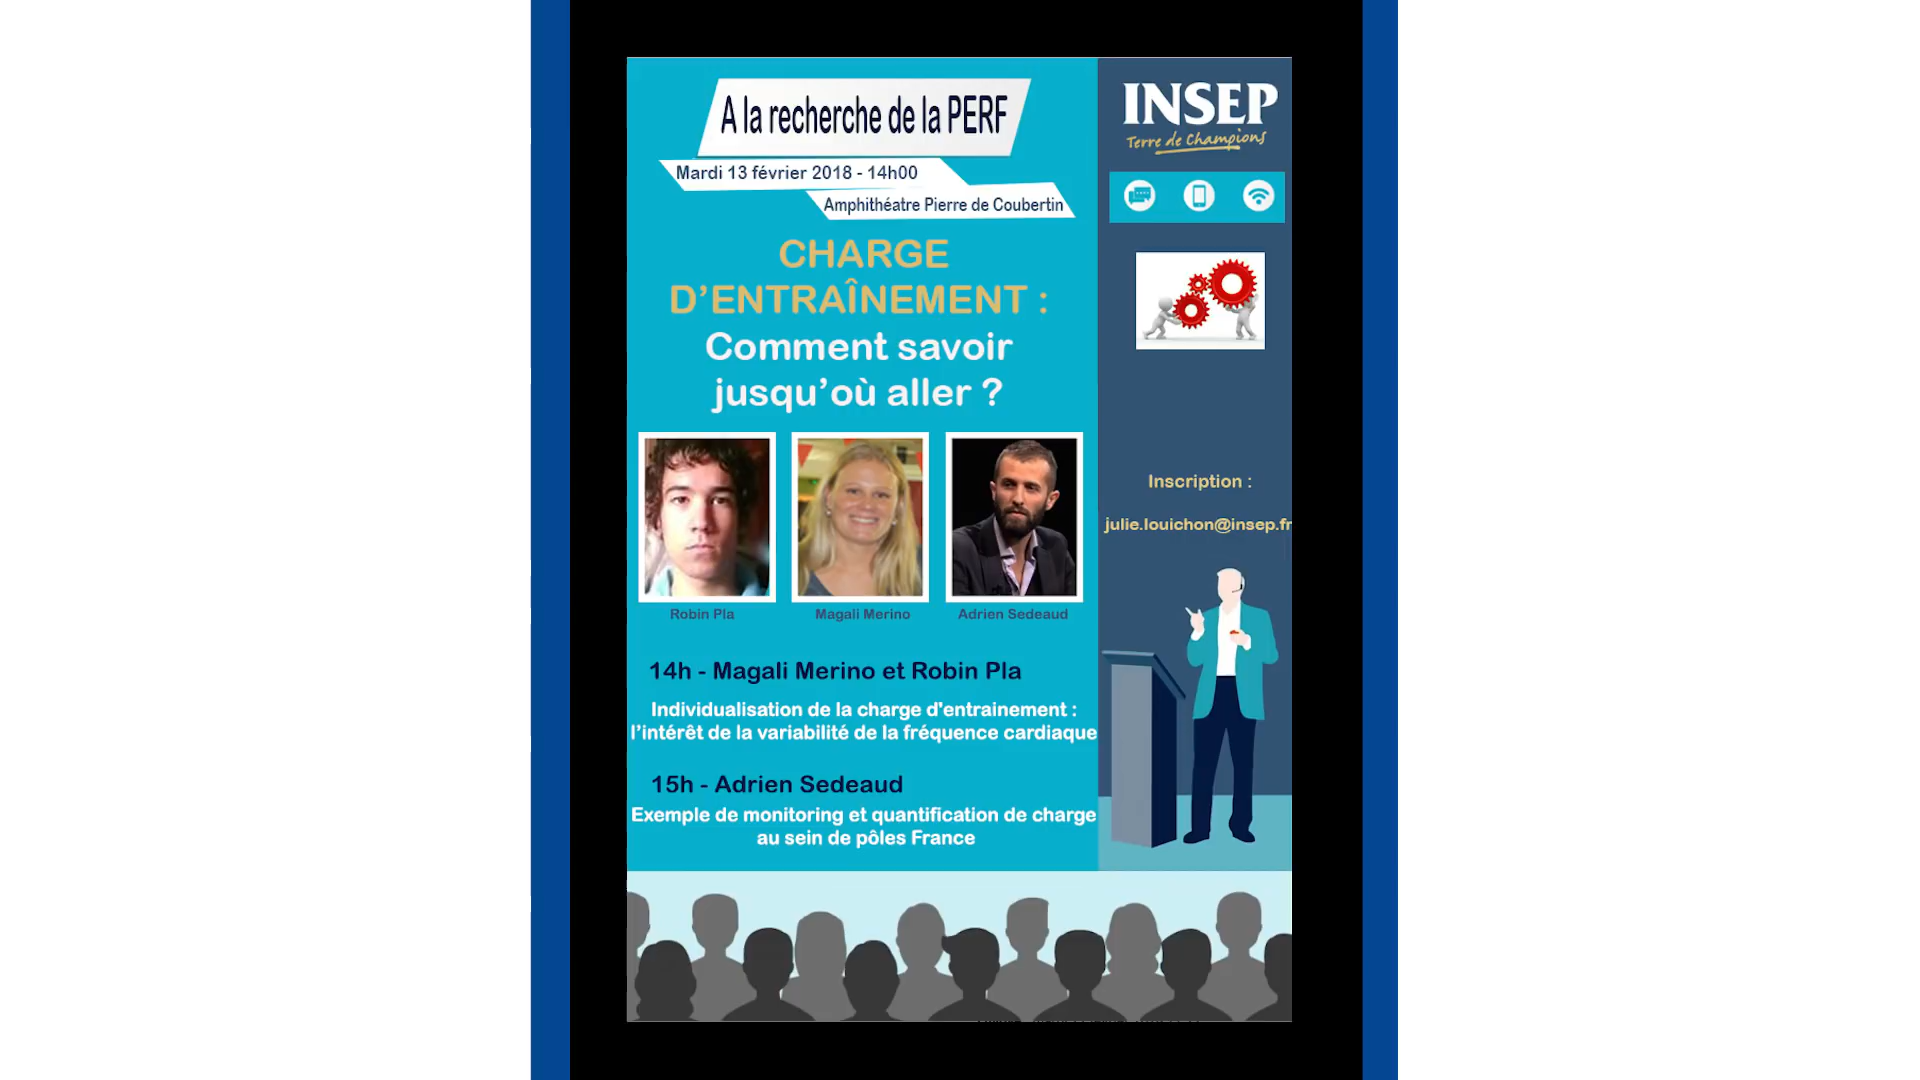 A la recherche de la PERF
Mardi 13 février 2018 - 14h00
Amphithéatre Pierre de Coubertin
CHARGE
D’ENTRAÎNEMENT :
Comment savoir
jusqu’où aller ?
Robin Pla
Magali Merino
Adrien Sedeaud
14h - Magali Merino et Robin Pla
Individualisation de la charge d'entrainement :
l’intérêt de la variabilité de la fréquence cardiaque
15h - Adrien Sedeaud
Exemple de monitoring et quantification de charge
au sein de pôles France
INSEP
Terre de Champions
Inscription :
julie.louichon@insep.fr